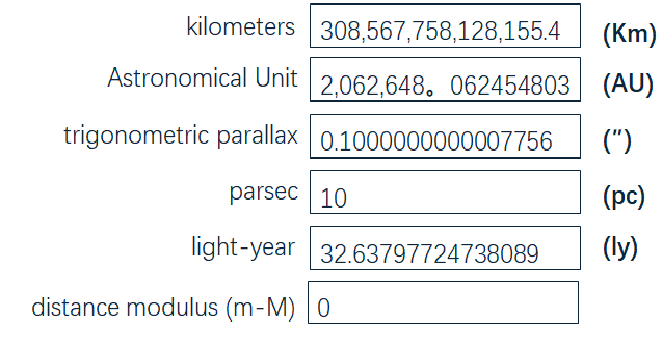 kilometers 308,567,758,128,155.4 (Km)
Astronomical Unit 2,062,648。062454803 (AU)
trigonometric parallax 0.1000000000007756 (″)
parsec 10 (pc)
light-year 32.63797724738089 (ly)
distance modulus (m-M) 0